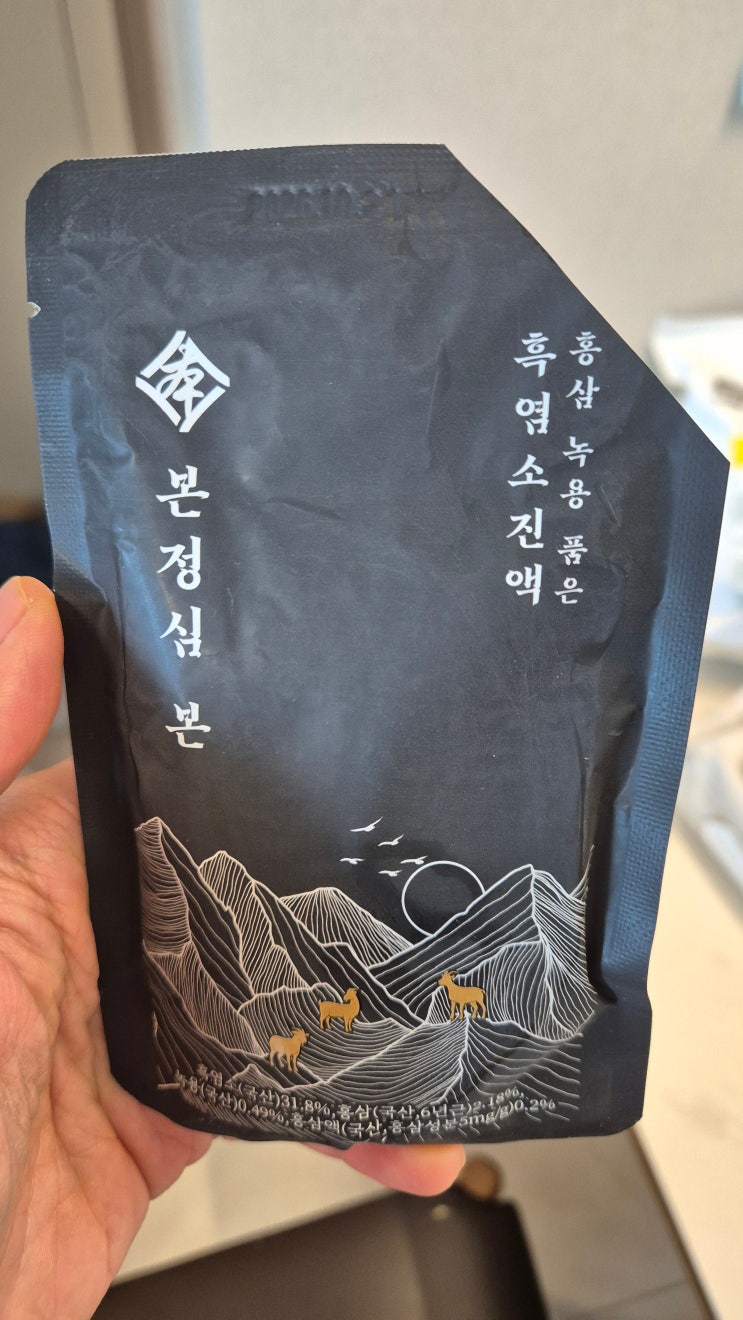 본정심 본
홍삼 녹용 품은
흑염소진액
흑염소(국산)31.8%, 홍삼(국산,6년근)2.18%,
녹용(국산)0.49%, 홍삼액(국산, 홍삼성분5mg/g)0.2%